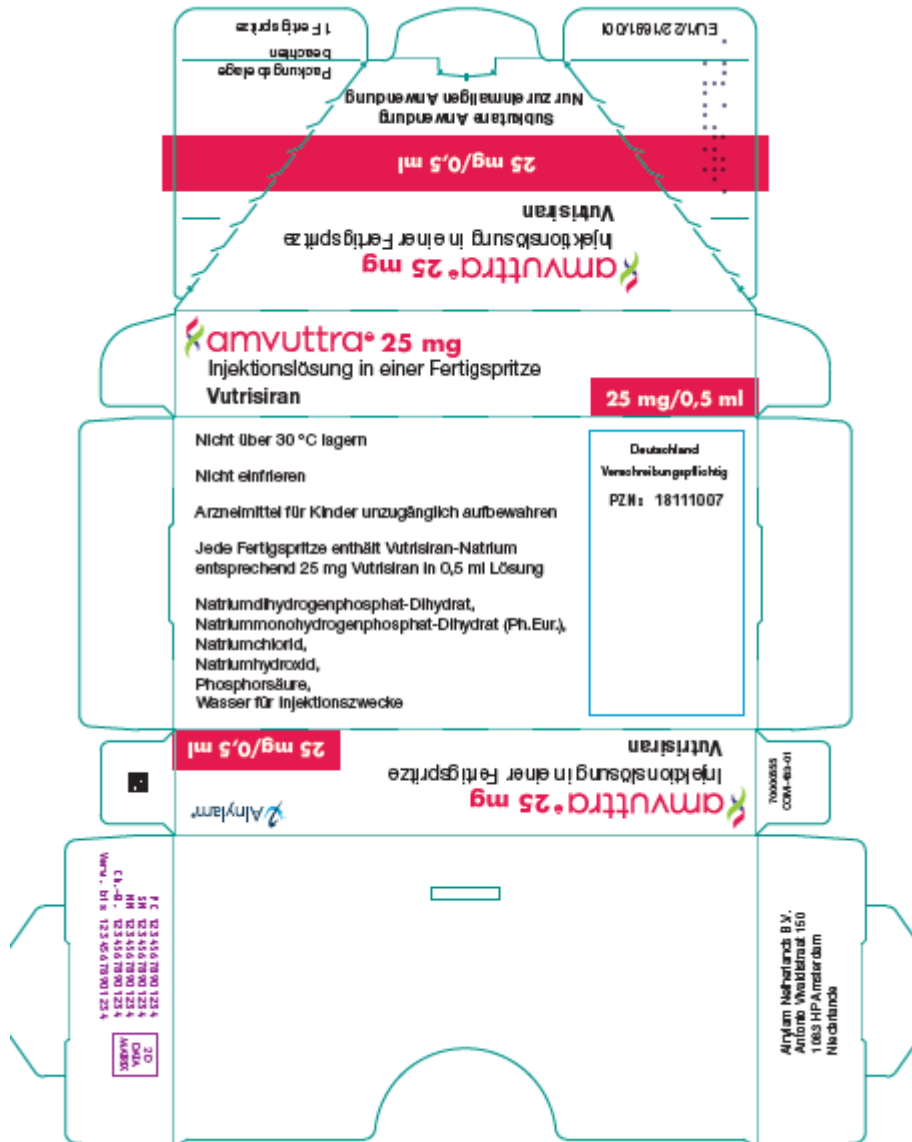 1 Fertigspritze
Packungsbeilage
beachten
EU/1/22/1681/001
Subkutane Anwendung
Nur zur einmaligen Anwendung
25 mg/0,5 ml
amvuttra® 25 mg
Injektionslösung in einer Fertigspritze
Vutrisiran
amvuttra® 25 mg
Injektionslösung in einer Fertigspritze
Vutrisiran
25 mg/0,5 ml
Nicht über 30 °C lagern
Nicht einfrieren
Arzneimittel für Kinder unzugänglich aufbewahren
Jede Fertigspritze enthält Vutrisiran-Natrium
entsprechend 25 mg Vutrisiran in 0,5 ml Lösung
Natriumdihydrogenphosphat-Dihydrat,
Natriummonohydrogenphosphat-Dihydrat (Ph.Eur.),
Natriumchlorid,
Natriumhydroxid,
Phosphorsäure,
Wasser für Injektionszwecke
Deutschland
Verschreibungspflichtig
PZN: 18111007
amvuttra® 25 mg
Injektionslösung in einer Fertigspritze
Vutrisiran
25 mg/0,5 ml
Alnylam®
70000555
COM-493-01
PC 12345678901234
SN 12345678901234
NN 12345678901234
Ch.-B. 12345678901234
Verw. bis 12345678901234
2D
DATA
MATRIX
Alnylam Netherlands B.V.
Antonio Vivaldistraat 150
1083 HP Amsterdam
Niederlande